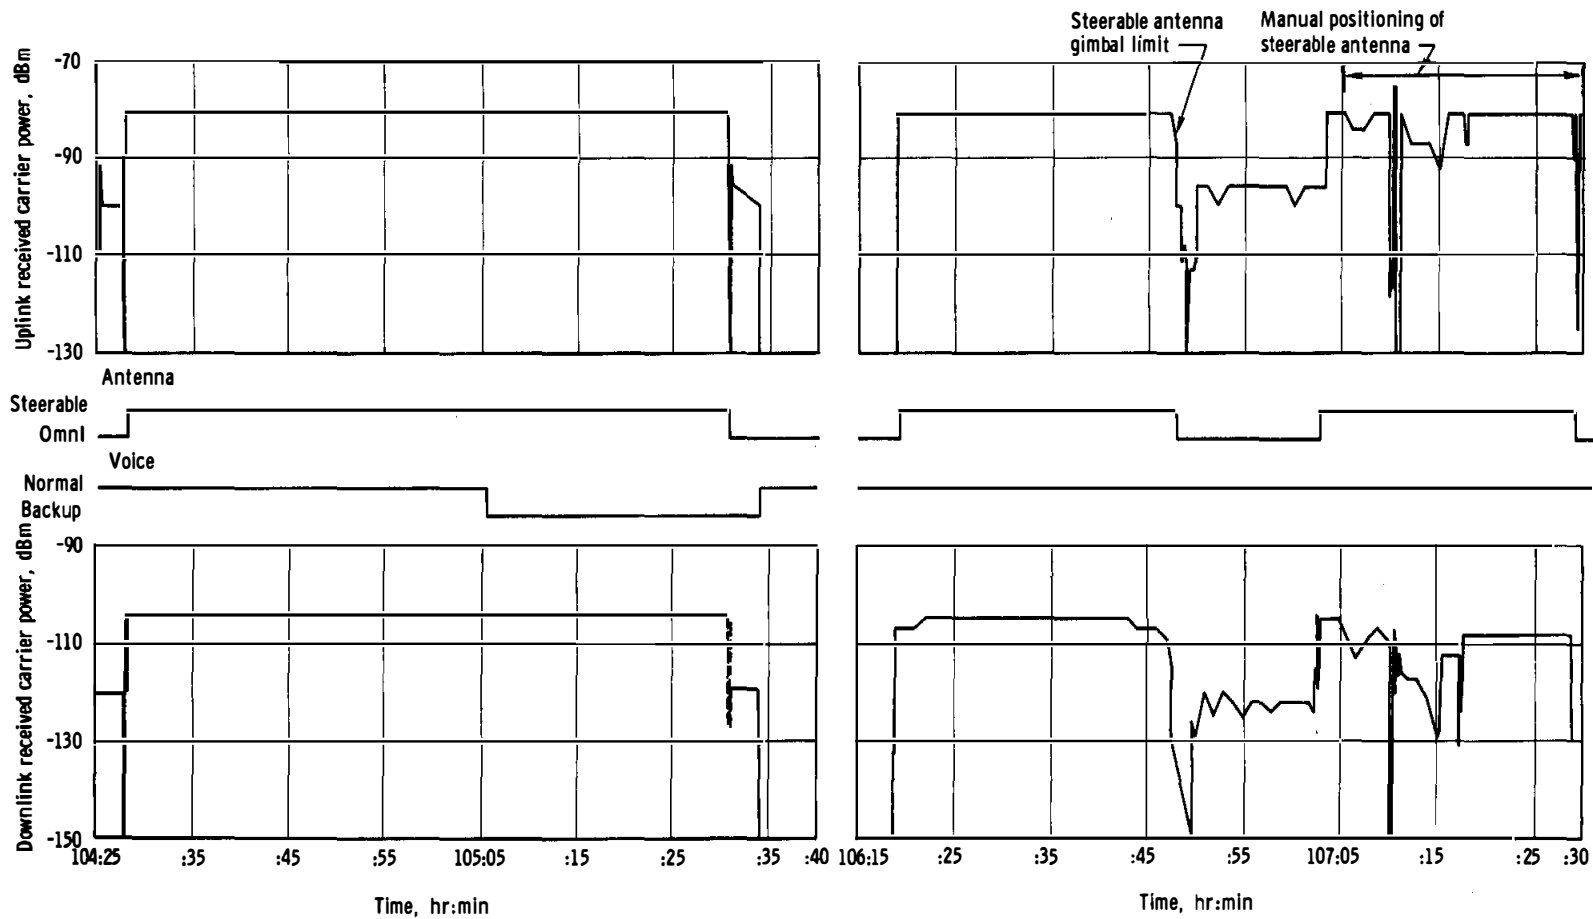 Steerable antenna
gimbal limit
Manual positioning of
steerable antenna
Uplink received carrier power, dBm
-70
-90
-110
-130
Antenna
Steerable
Omni
Voice
Normal
Backup
Downlink received carrier power, dBm
-90
-110
-130
-150
104:25 :35 :45 :55 105:05 :15 :25 :35 :40
106:15 :25 :35 :45 :55 107:05 :15 :25 :30
Time, hr:min
Time, hr:min